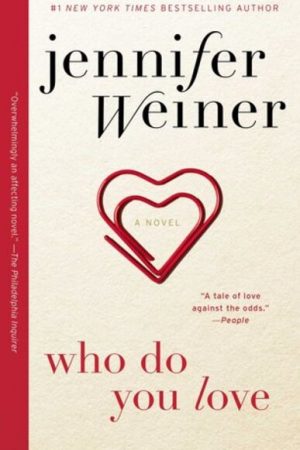 #1 NEW YORK TIMES BESTSELLING AUTHOR
jennifer
Weiner
"Overwhelmingly an
affecting novel." —The
Philadelphia Inquirer
A NOVEL
"A tale of love
against the odds."
—People
who do
you love